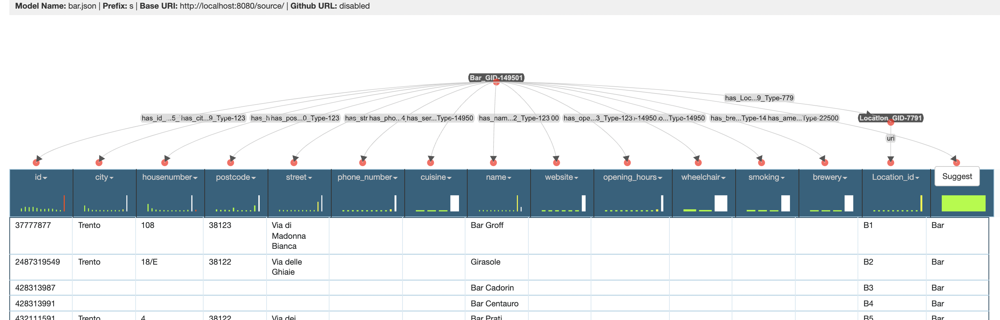 Model Name: bar.json | Prefix: s | Base URI: http://localhost:8080/source/ | Github URL: disabled
Bar_GID-149501
has_Loc...9_Type-779
has_id_...5_ has_cit...9_Type-123 has_h has_pos...0_Type-123 has_str has_pho...4 has_ser...Type-14950 has_nam...2_Type-123 00 has_ope...3_Type-123 -14950 o...Type-14950 has_bre...Type-14 has_ame...Type-22500 Location_GID-7791
uri
id city housenumber postcode street phone_number cuisine name website opening_hours wheelchair smoking brewery Location_id Suggest
37777877 Trento 108 38123 Via di Bar Groff B1 Bar
Madonna
Bianca
2487319549 Trento 18/E 38122 Via delle Girasole B2 Bar
Ghiaie
428313987 Bar Cadorin B3 Bar
428313991 Bar Centauro B4 Bar
432111591 Trento 4 38122 Via dei Bar Prati B5 Bar